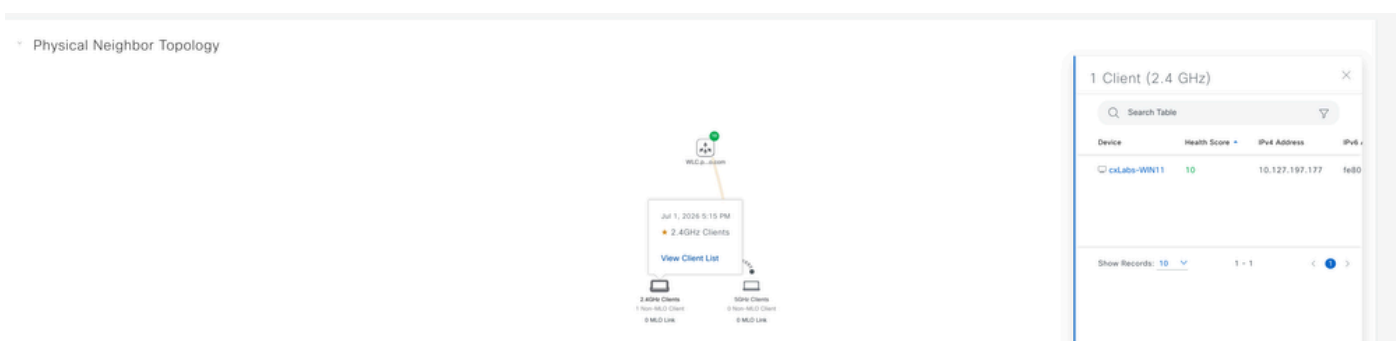 Physical Neighbor Topology
1 Client (2.4 GHz)
Search Table
Device Health Score IPv4 Address IPv6
cxLabs-WIN11 10 10.127.197.177 fe80
Show Records: 10 1 - 1 1
WLC.p...o.com
Jul 1, 2026 5:15 PM
2.4GHz Clients
View Client List
2.4GHz Clients
1 Non-MLO Client
0 MLO Link
5GHz Clients
0 Non-MLO Client
0 MLO Link